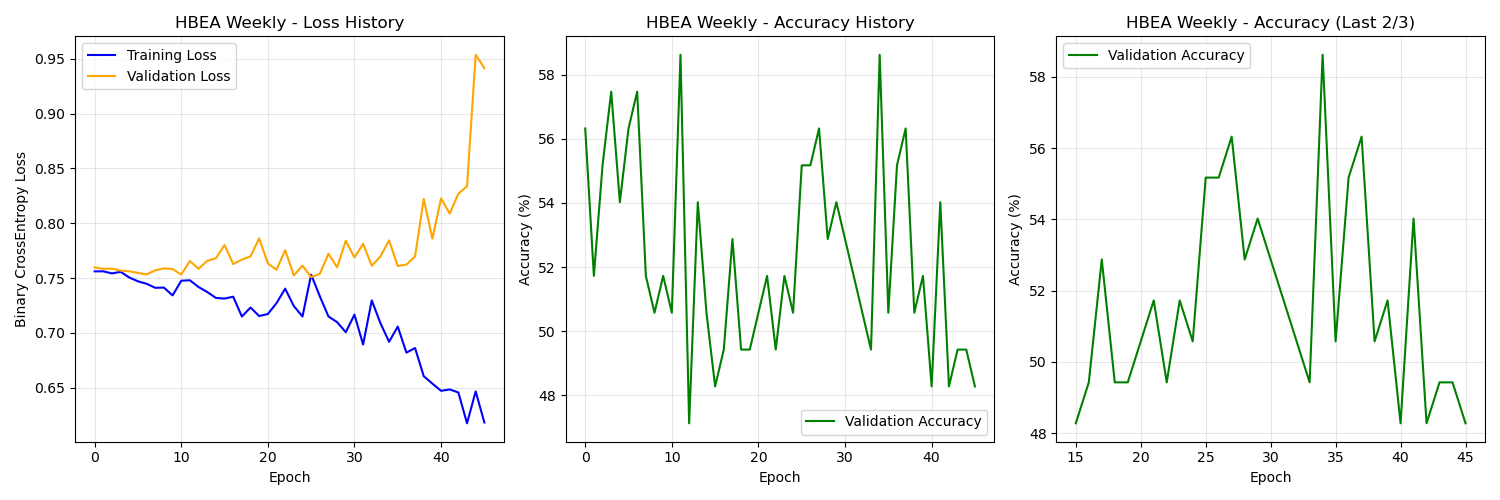 HBEA Weekly - Loss History
Training Loss
Validation Loss
Binary CrossEntropy Loss
0.95
0.90
0.85
0.80
0.75
0.70
0.65
0 10 20 30 40
Epoch
HBEA Weekly - Accuracy History
Accuracy (%)
58
56
54
52
50
48
Validation Accuracy
0 10 20 30 40
Epoch
HBEA Weekly - Accuracy (Last 2/3)
Validation Accuracy
Accuracy (%)
58
56
54
52
50
48
15 20 25 30 35 40 45
Epoch